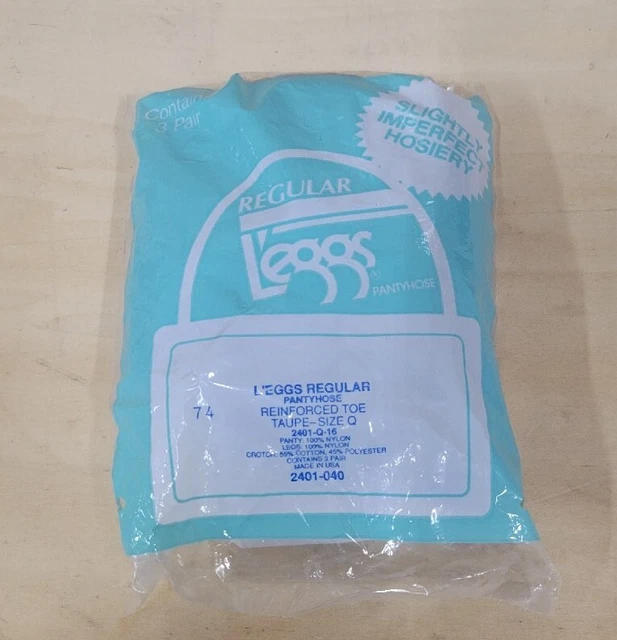 Contains
3 Pair
SLIGHTLY
IMPERFECT
HOSIERY
REGULAR
L'eggs®
PANTYHOSE
74
L'EGGS REGULAR
PANTYHOSE
REINFORCED TOE
TAUPE-SIZE Q
2401-Q-16
PANTY: 100% NYLON
LEGS: 100% NYLON
CROTCH: 55% COTTON, 45% POLYESTER
CONTAINS 3 PAIR
MADE IN USA
2401-040